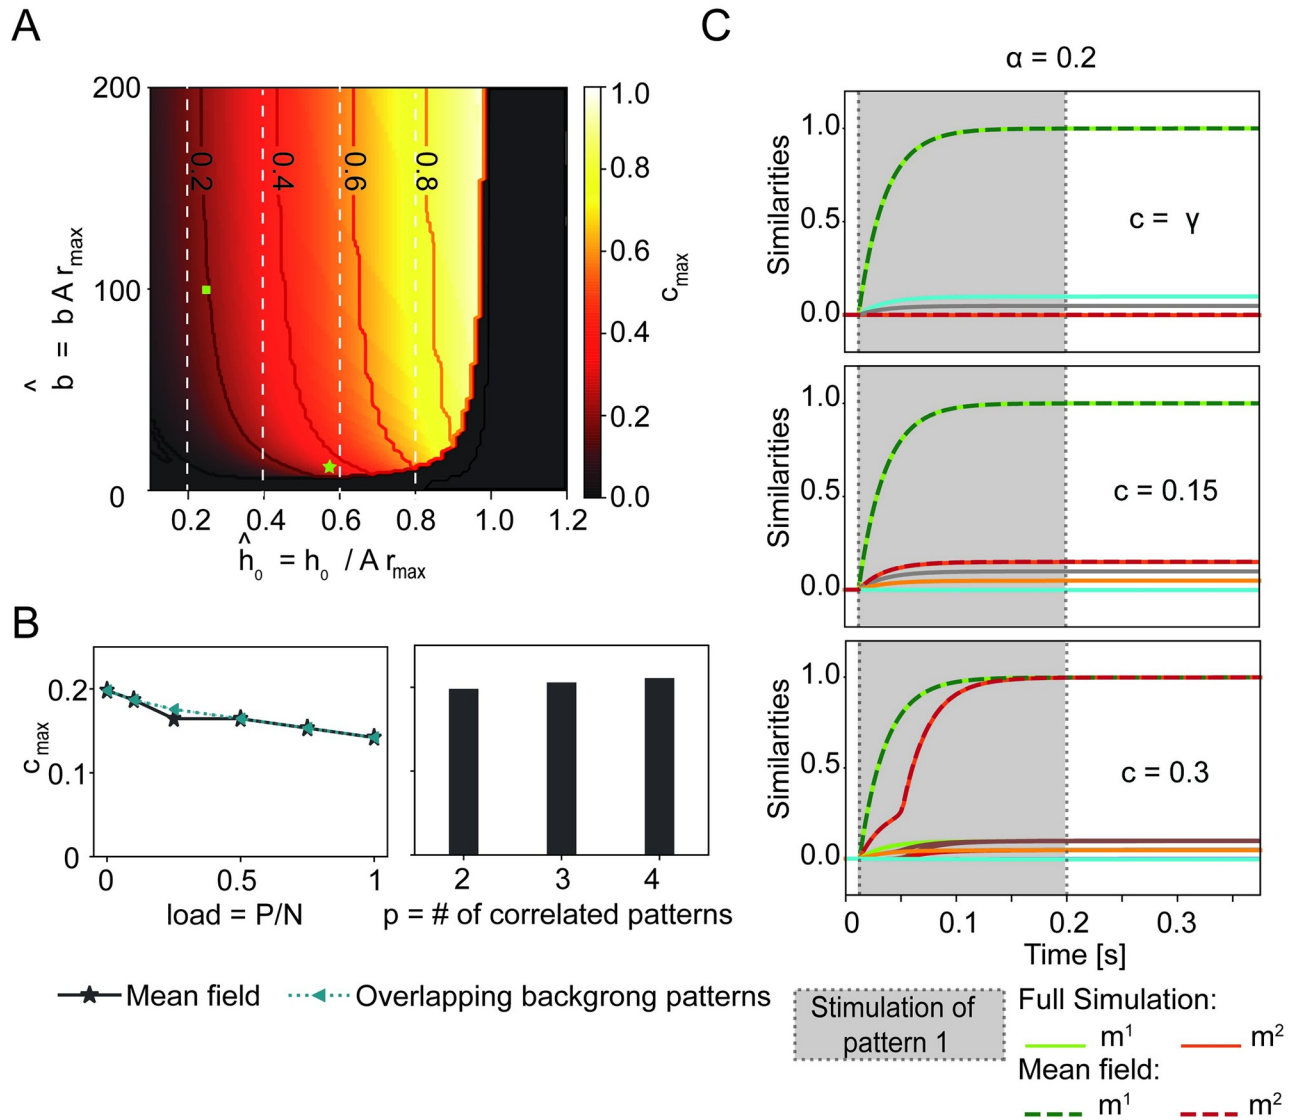 A
200
100
0
b̂ = b A r_max
0.2
0.4
0.6
0.8
0.2
0.4
0.6
0.8
1.0
1.2
ĥ₀ = h₀ / A r_max
1.0
0.8
0.6
0.4
0.2
0.0
c_max
B
0.2
0.1
0
c_max
0
0.5
1
load = P/N
2
3
4
p = # of correlated patterns
Mean field
Overlapping backgrong patterns
C
α = 0.2
Similarities
1.0
0.5
0.0
c = γ
Similarities
1.0
0.5
0.0
c = 0.15
Similarities
1.0
0.5
0.0
c = 0.3
0
0.1
0.2
0.3
Time [s]
Stimulation of
pattern 1
Full Simulation:
m¹ m²
Mean field:
m¹ m²